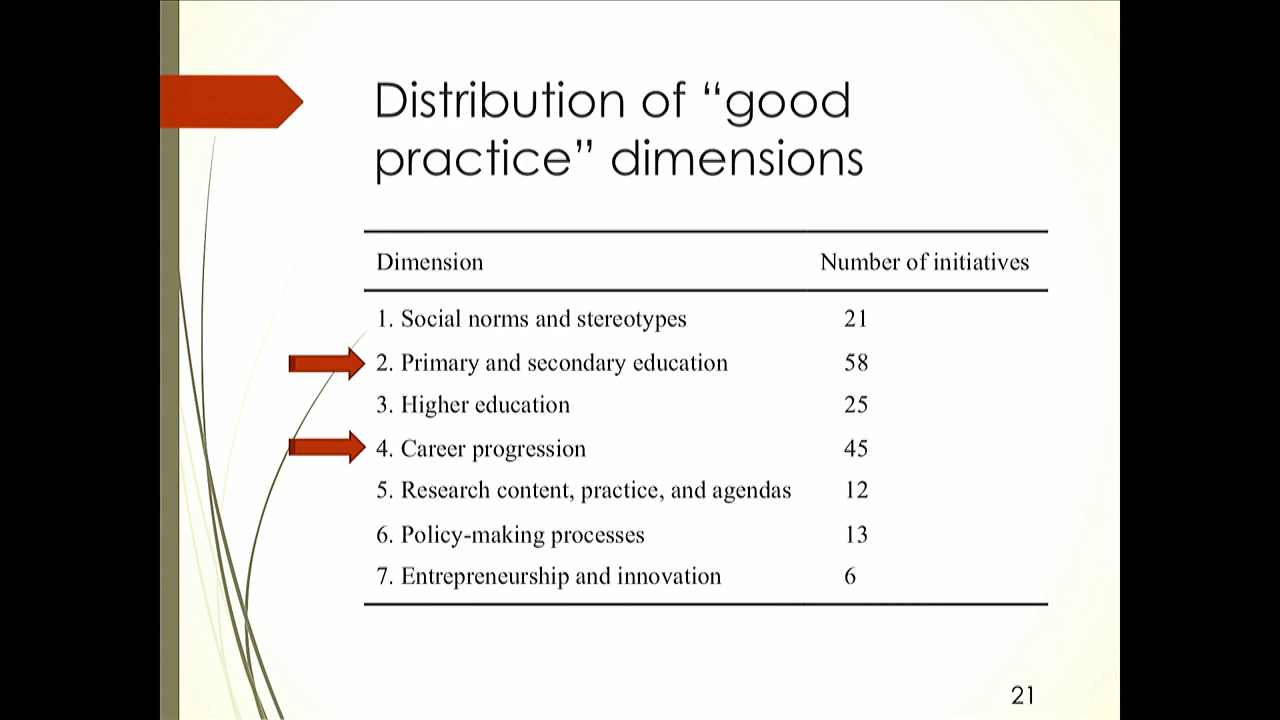 Distribution of “good
practice” dimensions
Dimension Number of initiatives
1. Social norms and stereotypes 21
2. Primary and secondary education 58
3. Higher education 25
4. Career progression 45
5. Research content, practice, and agendas 12
6. Policy-making processes 13
7. Entrepreneurship and innovation 6
21